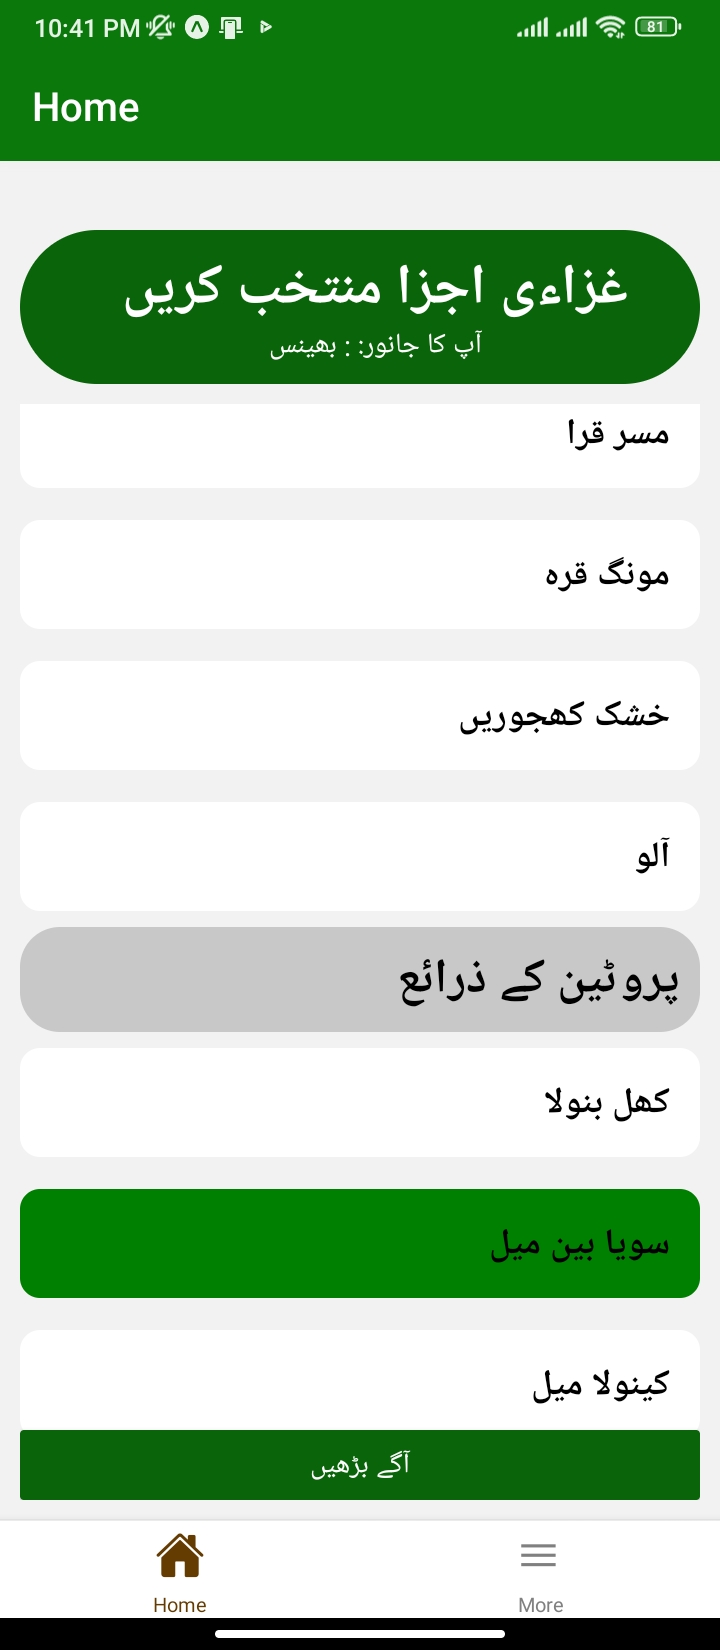 10:41 PM
81
Home
غزاءی اجزا منتخب کریں
آپ کا جانور: : بھینس
مسر قرا
مونگ قرہ
خشک کھجوریں
آلو
پروٹین کے ذرائع
کھل بنولا
سویا بین میل
کینولا میل
آگے بڑھیں
Home
More